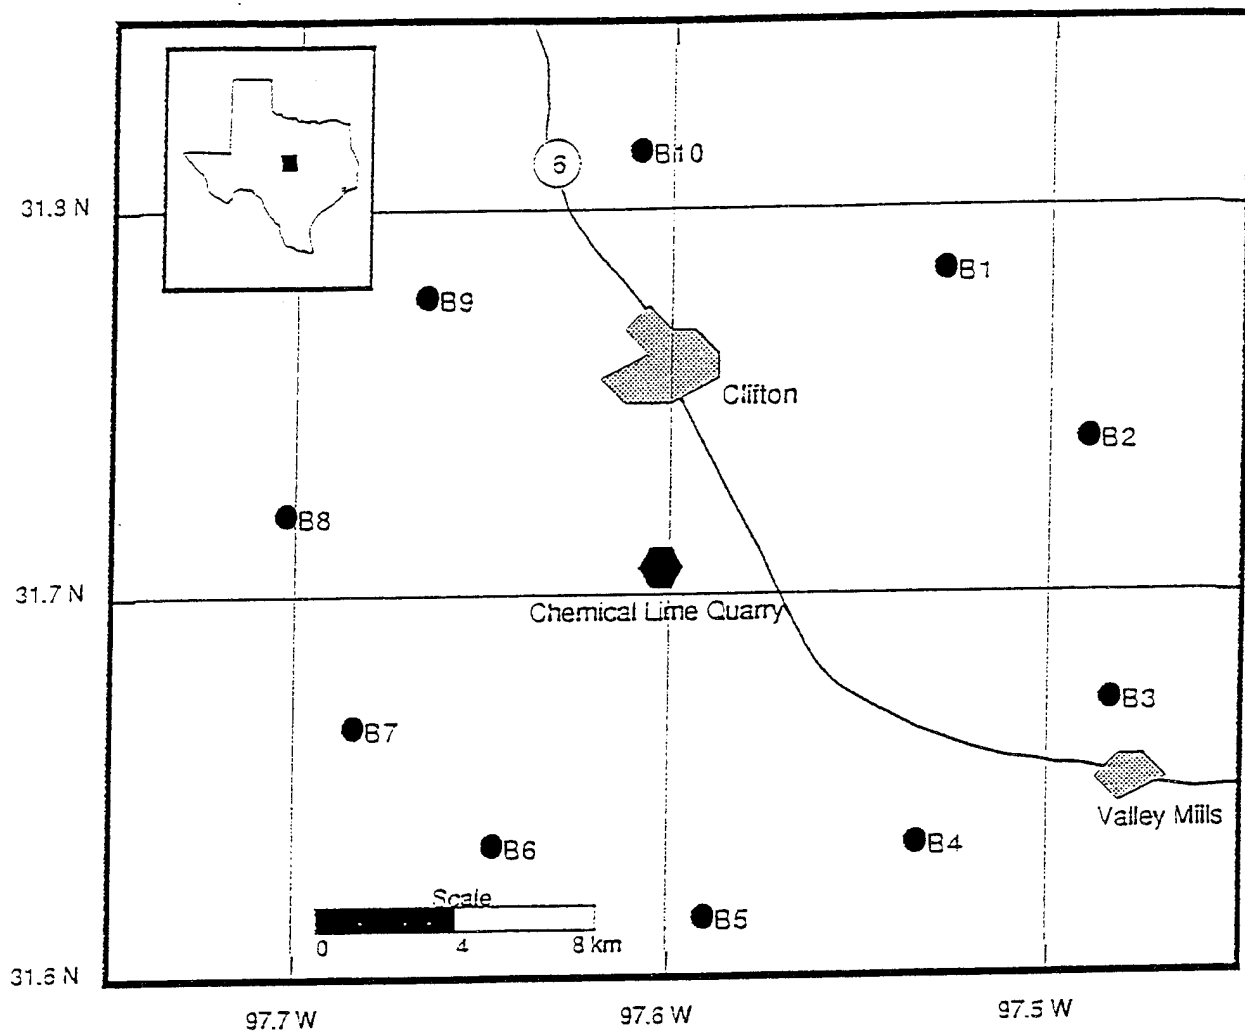 6
B10
31.8 N
B1
B9
Clifton
B2
B8
31.7 N
Chemical Lime Quarry
B3
B7
Valley Mills
B4
B6
Scale
B5
0 4 8 km
31.6 N
97.7 W 97.6 W 97.5 W